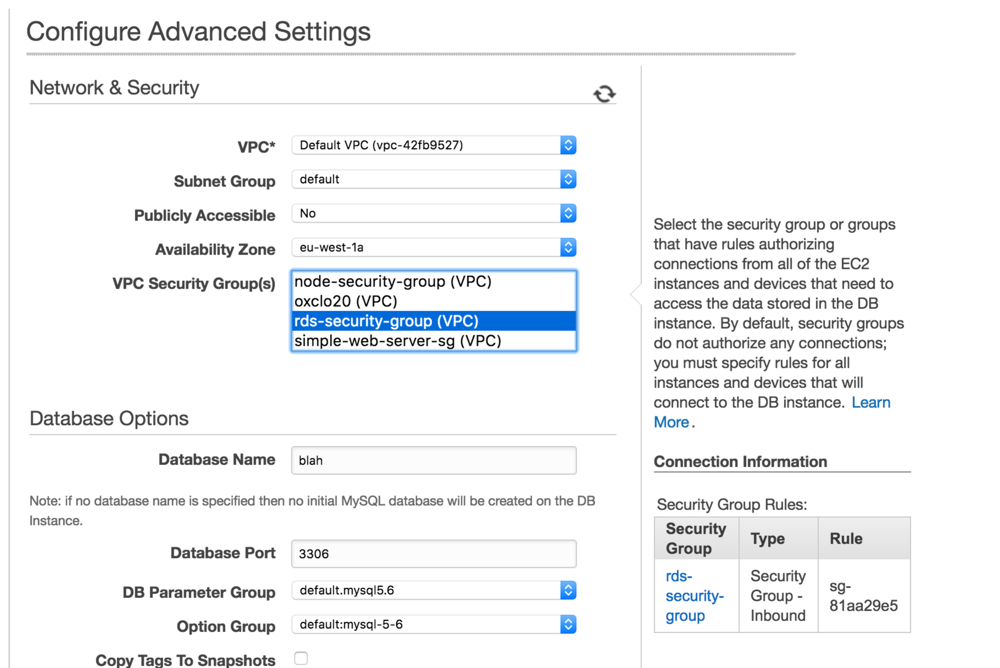 Configure Advanced Settings
Network & Security
VPC* Default VPC (vpc-42fb9527)
Subnet Group default
Publicly Accessible No
Availability Zone eu-west-1a
VPC Security Group(s) node-security-group (VPC)
oxclo20 (VPC)
rds-security-group (VPC)
simple-web-server-sg (VPC)
Select the security group or groups
that have rules authorizing
connections from all of the EC2
instances and devices that need to
access the data stored in the DB
instance. By default, security groups
do not authorize any connections;
you must specify rules for all
instances and devices that will
connect to the DB instance. Learn
More .
Database Options
Database Name blah
Note: if no database name is specified then no initial MySQL database will be created on the DB
Instance.
Database Port 3306
DB Parameter Group default.mysql5.6
Option Group default:mysql-5-6
Copy Tags To Snapshots
Connection Information
Security Group Rules:
Security
Group
Type
Rule
rds-
security-
group
Security
Group -
Inbound
sg-
81aa29e5